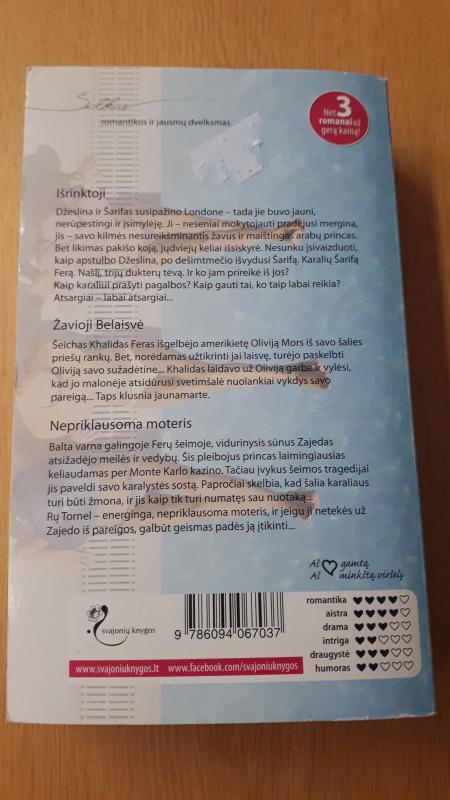 Šilkas
romantikos ir jausmų dvelksmas
Net 3
romanai už
gerą kainą!
Išrinktoji
Džeslina ir Šarifas susipažino Londone – tada jie buvo jauni,
nerūpestingi ir įsimylėję. Ji – neseniai mokytojauti pradėjusi mergina,
jis – savo kilmės nesureikšminantis žavus ir maištingas arabų princas.
Bet likimas pakišo koją, jųdviejų keliai išsiskyrė. Nesunku įsivaizduoti,
kaip apstulbo Džeslina, po dešimtmečio išvydusi Šarifą. Karalių Šarifą
Ferą. Našlį, trijų dukterų tėvą. Ir ko jam prireikė iš jos?
Kaip karaliui prašyti pagalbos? Kaip gauti tai, ko taip labai reikia?
Atsargiai – labai atsargiai...
Žavioji Belaisvė
Šeichas Khalidas Feras išgelbėjo amerikietę Oliviją Mors iš savo šalies
priešų rankų. Bet, norėdamas užtikrinti jai laisvę, turėjo paskelbti
Oliviją savo sužadėtine... Khalidas laidavo už Oliviją garbe ir vylėsi,
kad jo malonėje atsidūrusi svetimšalė nuolankiai vykdys savo
pareigą... Taps klusnia jaunamarte.
Nepriklausoma moteris
Balta varna galingoje Ferų šeimoje, vidurinysis sūnus Zajedas
atsižadėjo meilės ir vedybų. Šis pleibojus princas laimingiausias
keliaudamas per Monte Karlo kazino. Tačiau įvykus šeimos tragedijai
jis paveldi savo karalystės sostą. Papročiai skelbia, kad šalia karaliaus
turi būti žmona, ir jis kaip tik turi numatęs sau nuotaką...
Rų Tornel – energinga, nepriklausoma moteris, ir jeigu ir netekės už
Zajedo iš pareigos, galbūt geismas padės ją įtikinti...
Aš gamtą
Aš minkštą viršelį
romantika
aistra
drama
intriga
draugystė
humoras
svajonių knygos
9 786094 067037
www.svajoniuknygos.lt www.facebook.com/svajoniuknygos